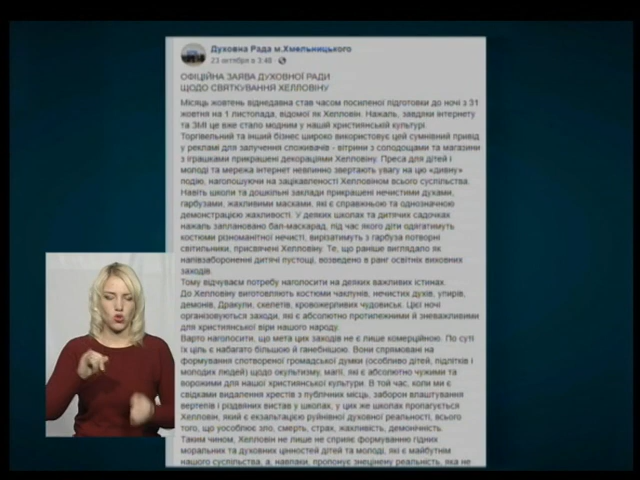 Духовна Рада м.Хмельницького
23 октября в 3:48
ОФІЦІЙНА ЗАЯВА ДУХОВНОЇ РАДИ
ЩОДО СВЯТКУВАННЯ ХЕЛЛОВІНУ
Місяць жовтень віднедавна став часом посиленої підготовки до ночі з 31
жовтня на 1 листопада, відомої як Хелловін. Нажаль, завдяки інтернету
та ЗМІ це вже стало модним у нашій християнській культурі.
Торгівельний та інший бізнес широко використовує цей сумнівний привід
у рекламі для залучення споживачів - вітрини з солодощами та магазини
з іграшками прикрашені декораціями Хелловіну. Преса для дітей і
молоді та мережа інтернет невпинно звертають увагу на цю «дивну»
подію, наголошуючи на зацікавленості Хелловіном всього суспільства.
Навіть школи та дошкільні заклади прикрашені нечистими духами,
гарбузами, жахливими масками, які є справжньою та однозначною
демонстрацією жахливості. У деяких школах та дитячих садочках
нажаль заплановано бал-маскарад, під час якого діти одягатимуть
костюми різноманітної нечисті, вирізатимуть з гарбуза потворні
світильники, присвячені Хелловіну. Те, що раніше виглядало як
напівзабороненні дитячі пустощі, возведено в ранг освітніх виховних
заходів.
Тому відчуваєм потребу наголосити на деяких важливих істинах.
До Хелловіну виготовляють костюми чаклунів, нечистих духів, упирів,
демонів, Дракули, скелетів, кровожерливих чудовиськ. Цієї ночі
організовуються заходи, які є абсолютно протилежними й зневажливими
для християнської віри нашого народу.
Варто наголосити, що мета цих заходів не є лише комерційною. По суті
їх ціль є набагато більшою й ганебнішою. Вони спрямовані на
формування спотвореної громадської думки (особливо дітей, підлітків і
молодих людей) щодо окультизму, магії, які є абсолютно чужими та
ворожими для нашої християнської культури. В той час, коли ми є
свідками видалення хрестів з публічних місць, заборон влаштування
вертепів і різдвяних вистав у школах, у цих же школах пропагується
Хелловін, який є екзальтацією руйнівної духовної реальності, всього
того, що уособлює зло, смерть, страх, жахливість, демонічність.
Таким чином, Хелловін не лише не сприяє формуванню гідних
моральних та духовних цінностей дітей та молоді, які є майбутнім
нашого суспільства, а, навпаки, пропонує знецінену реальність, яка не